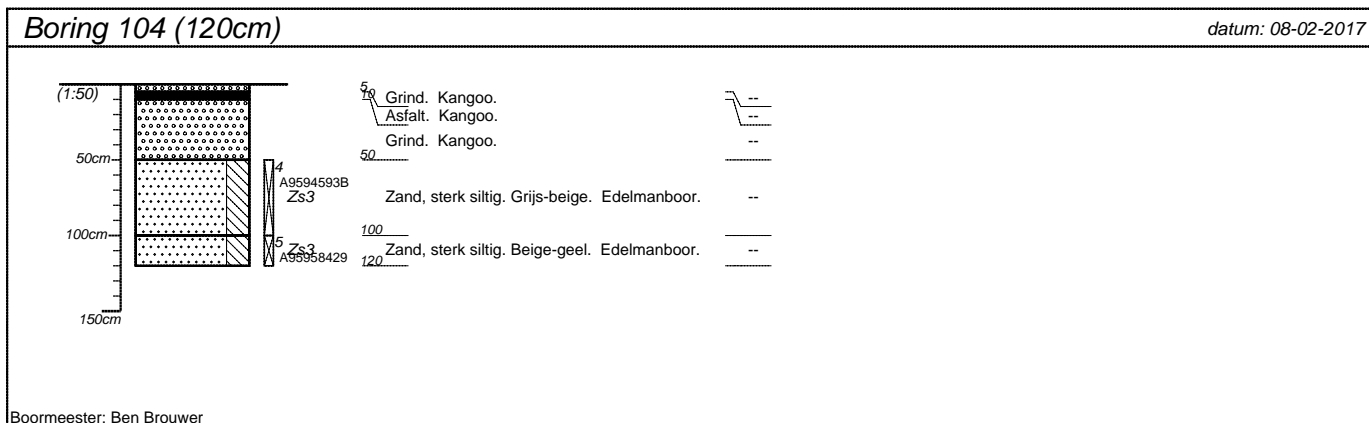 Boring 104 (120cm)
datum: 08-02-2017
(1:50)
5
10
Grind. Kangoo.
--
Asfalt. Kangoo.
--
Grind. Kangoo.
--
50cm
50
4
A9594593B
Zs3
Zand, sterk siltig. Grijs-beige. Edelmanboor.
--
100cm
100
5
Zs3
A95958429
Zand, sterk siltig. Beige-geel. Edelmanboor.
--
120
150cm
Boormeester: Ben Brouwer